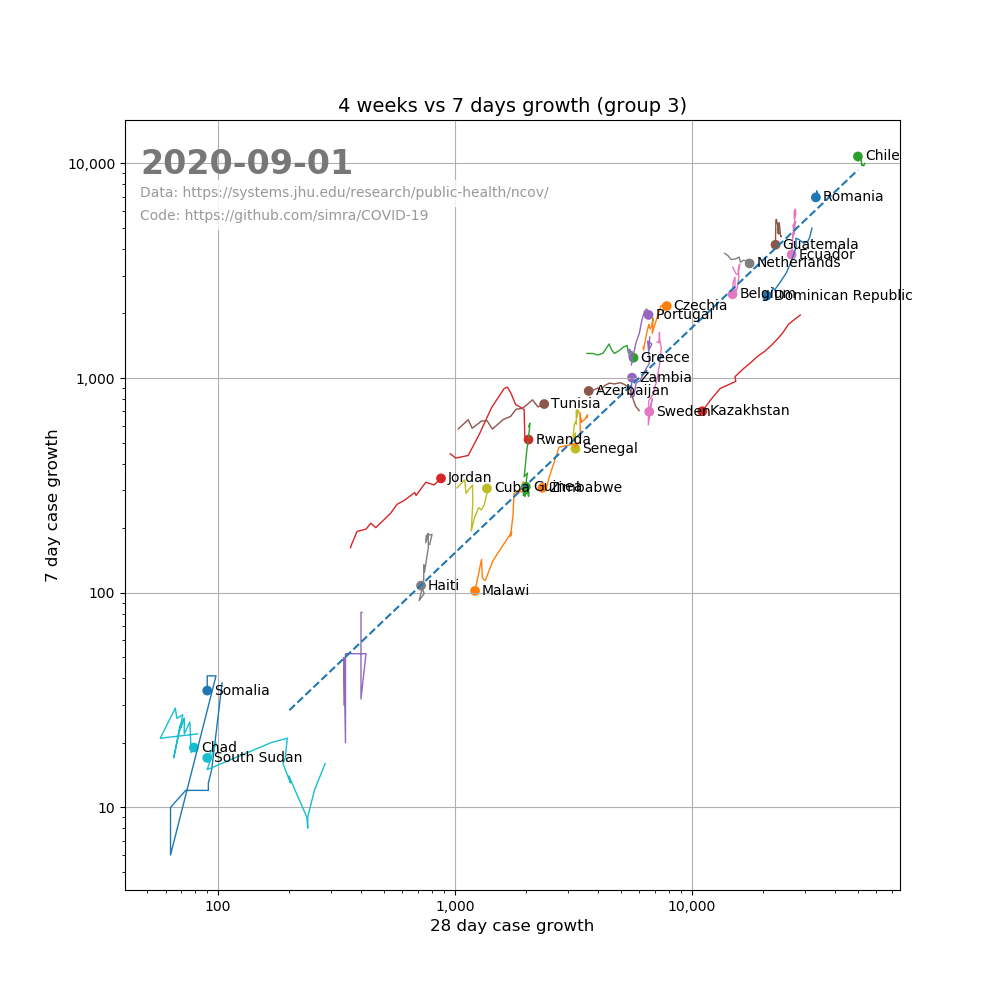 4 weeks vs 7 days growth (group 3)
2020-09-01
Data: https://systems.jhu.edu/research/public-health/ncov/
Code: https://github.com/simra/COVID-19
10,000
1,000
100
10
7 day case growth
Chile
Romania
Guatemala
Ecuador
Netherlands
Belgium
Dominican Republic
Czechia
Portugal
Greece
Zambia
Azerbaijan
Tunisia
Sweden
Kazakhstan
Rwanda
Senegal
Jordan
Cuba
Guinea
Zimbabwe
Haiti
Malawi
Somalia
Chad
South Sudan
100
1,000
10,000
28 day case growth